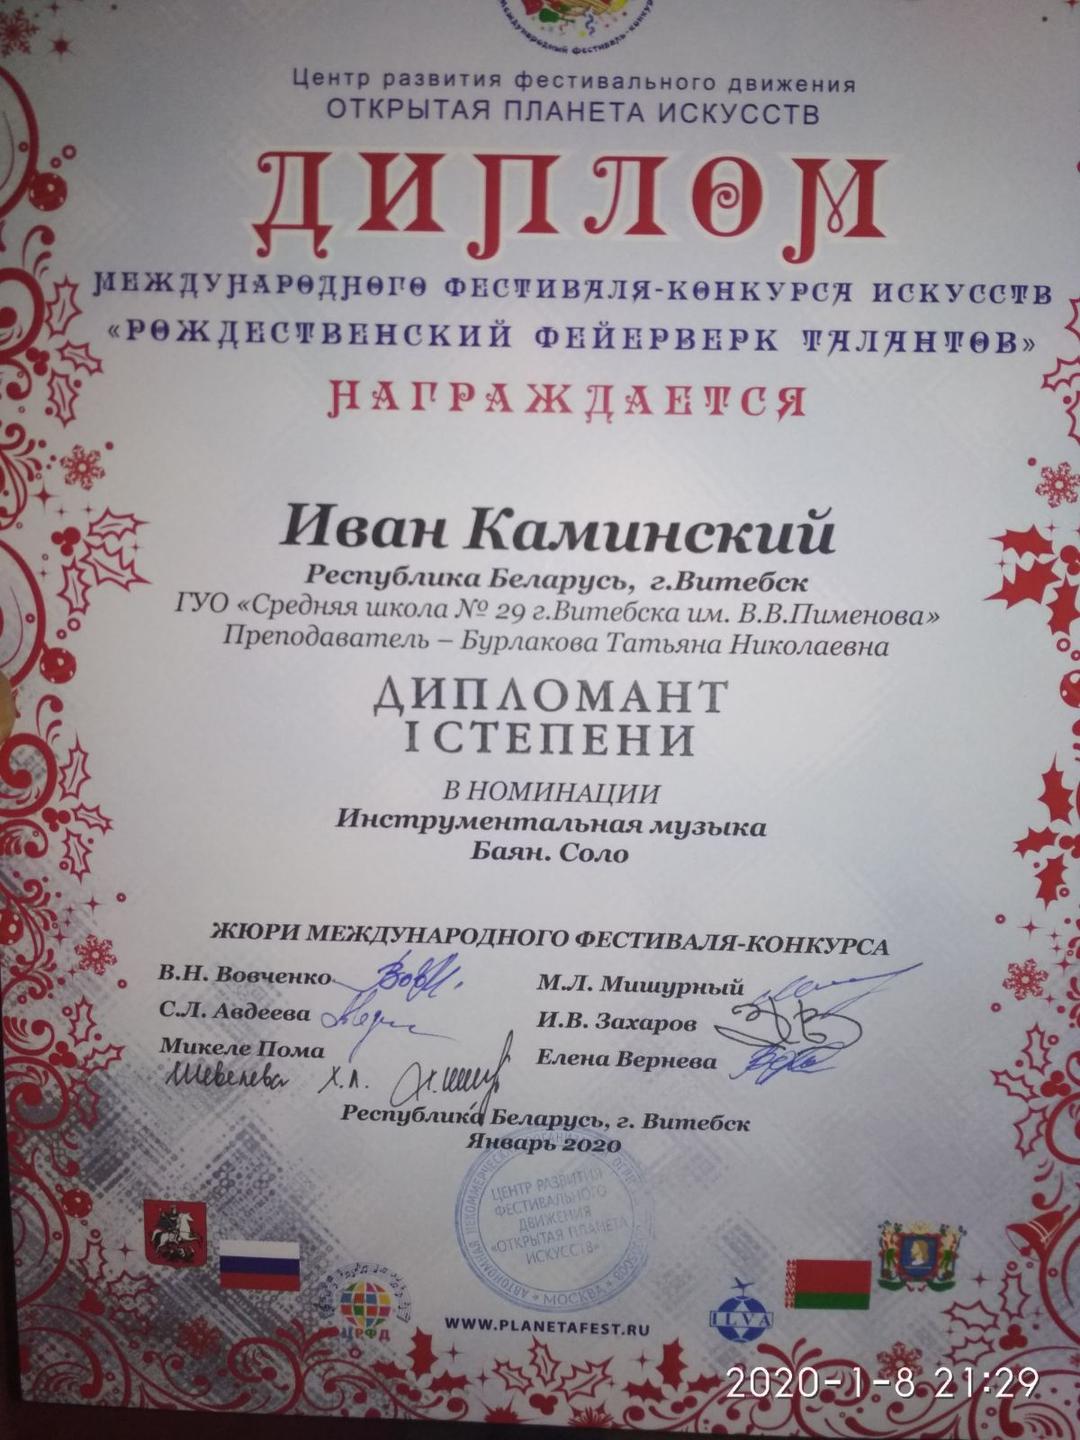 международный фестиваль-конкурс
Центр развития фестивального движения
ОТКРЫТАЯ ПЛАНЕТА ИСКУССТВ
ДИПЛОМ
МЕЖДУНАРОДНОГО ФЕСТИВАЛЯ-КОНКУРСА ИСКУССТВ
«РОЖДЕСТВЕНСКИЙ ФЕЙЕРВЕРК ТАЛАНТОВ»
НАГРАЖДАЕТСЯ
Иван Каминский
Республика Беларусь, г.Витебск
ГУО «Средняя школа № 29 г.Витебска им. В.В.Пименова»
Преподаватель – Бурлакова Татьяна Николаевна
ДИПЛОМАНТ
I СТЕПЕНИ
В НОМИНАЦИИ
Инструментальная музыка
Баян. Соло
ЖЮРИ МЕЖДУНАРОДНОГО ФЕСТИВАЛЯ-КОНКУРСА
В.Н. Вовченко
М.Л. Мишурный
С.Л. Авдеева
И.В. Захаров
Микеле Пома
Елена Вернева
Шевелева Х.Л.
Республика Беларусь, г. Витебск
Январь 2020
ЦЕНТР РАЗВИТИЯ
ФЕСТИВАЛЬНОГО
ДВИЖЕНИЯ
«ОТКРЫТАЯ ПЛАНЕТА
ИСКУССТВ»
МОСКВА
ЦРФД
WWW.PLANETAFEST.RU
ILVA
2020-1-8 21:29